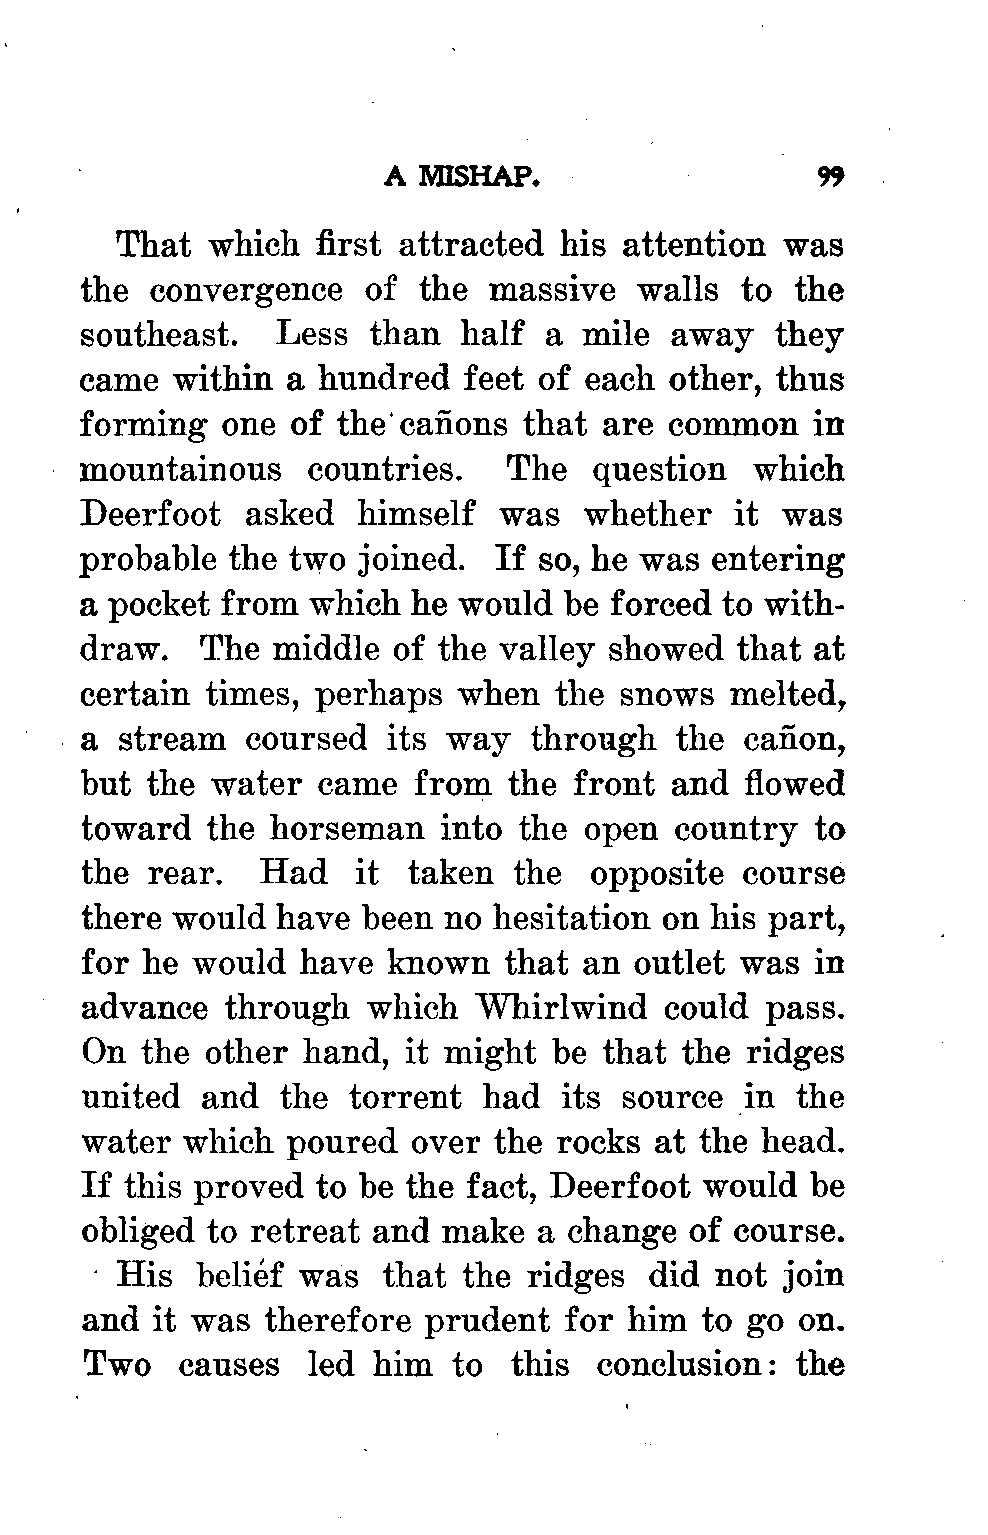 A MISHAP. 99
That which first attracted his attention was
the convergence of the massive walls to the
southeast. Less than half a mile away they
came within a hundred feet of each other, thus
forming one of the cañons that are common in
mountainous countries. The question which
Deerfoot asked himself was whether it was
probable the two joined. If so, he was entering
a pocket from which he would be forced to with-
draw. The middle of the valley showed that at
certain times, perhaps when the snows melted,
a stream coursed its way through the cañon,
but the water came from the front and flowed
toward the horseman into the open country to
the rear. Had it taken the opposite course
there would have been no hesitation on his part,
for he would have known that an outlet was in
advance through which Whirlwind could pass.
On the other hand, it might be that the ridges
united and the torrent had its source in the
water which poured over the rocks at the head.
If this proved to be the fact, Deerfoot would be
obliged to retreat and make a change of course.
His belief was that the ridges did not join
and it was therefore prudent for him to go on.
Two causes led him to this conclusion: the